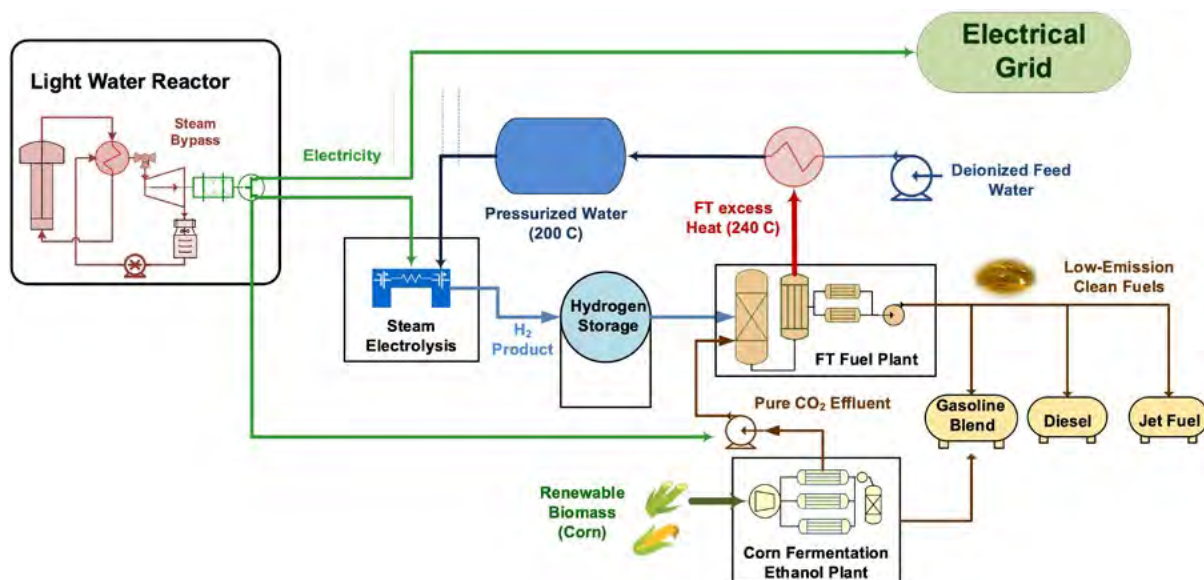 Electrical
Grid
Light Water Reactor
Steam
Bypass
Electricity
Pressurized Water
(200 C)
FT excess
Heat (240 C)
Deionized Feed
Water
Low-Emission
Clean Fuels
Steam
Electrolysis
H₂
Product
Hydrogen
Storage
FT Fuel Plant
Pure CO₂ Effluent
Gasoline
Blend
Diesel
Jet Fuel
Renewable
Biomass
(Corn)
Corn Fermentation
Ethanol Plant